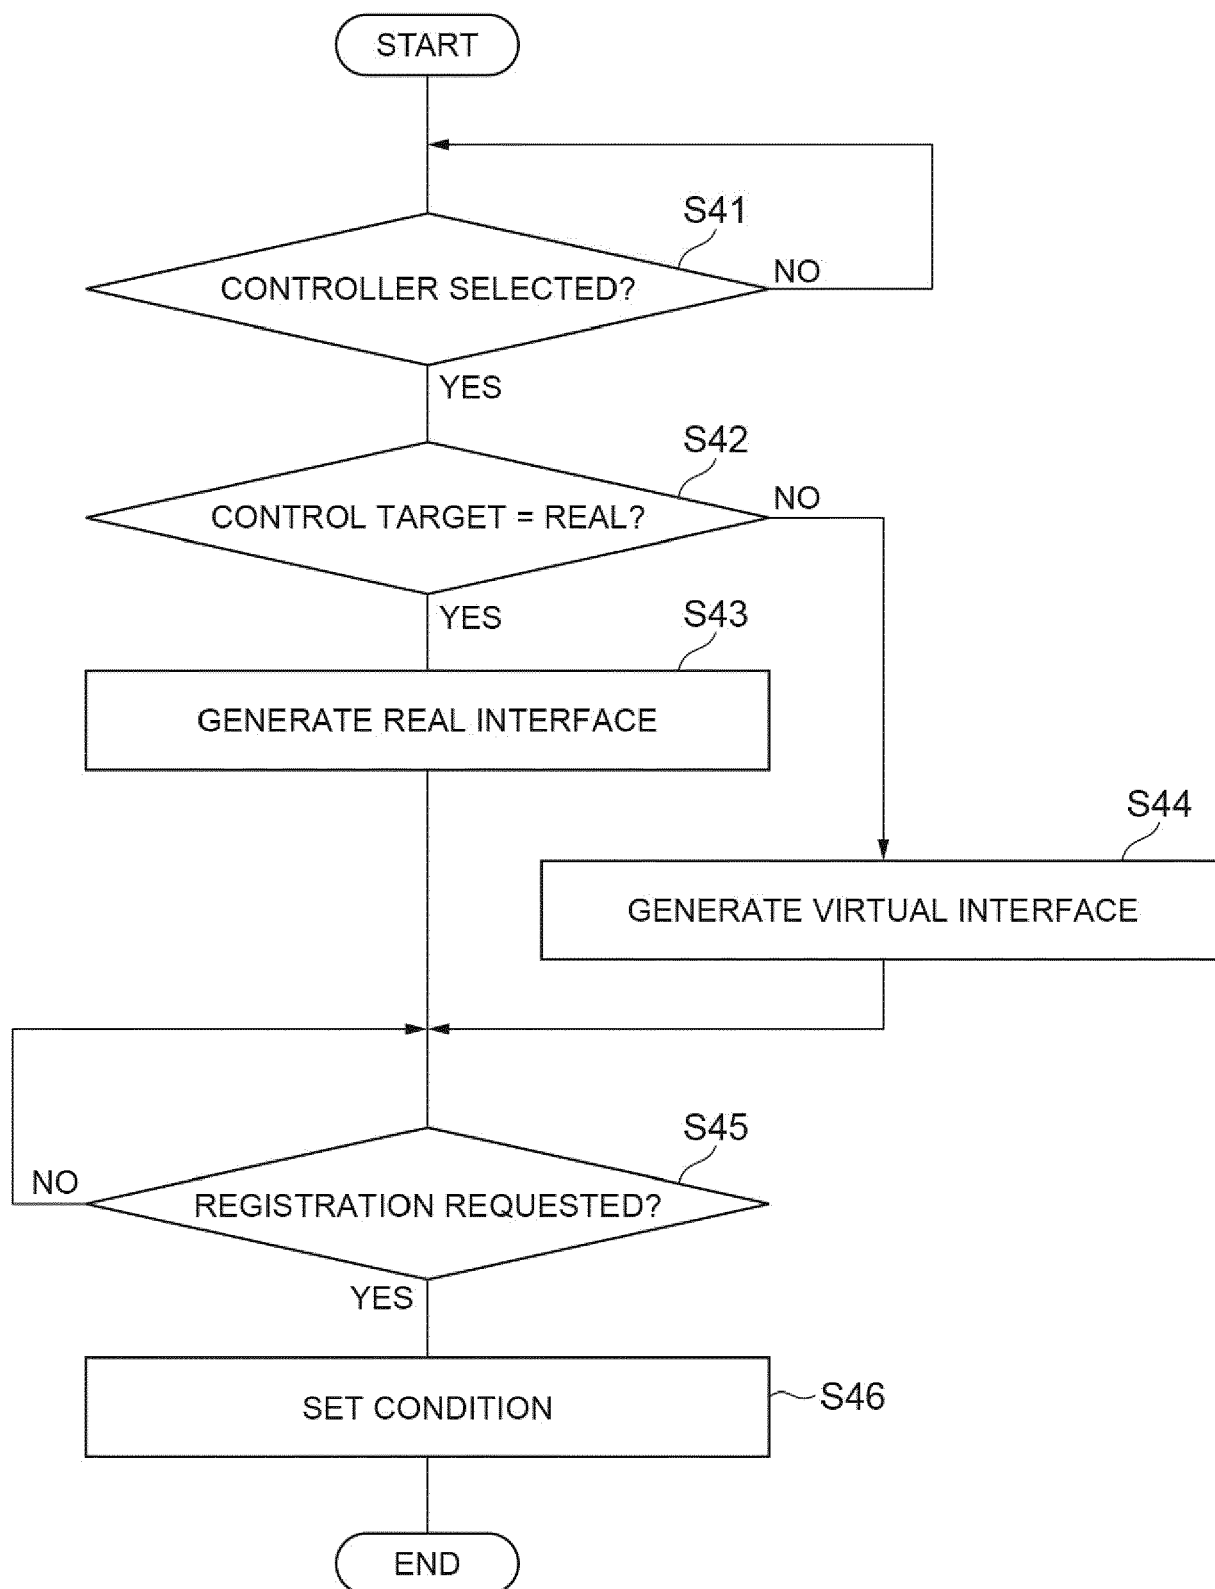 START
S41
CONTROLLER SELECTED?
NO
YES
S42
CONTROL TARGET = REAL?
NO
YES
S43
GENERATE REAL INTERFACE
S44
GENERATE VIRTUAL INTERFACE
S45
NO
REGISTRATION REQUESTED?
YES
SET CONDITION
S46
END